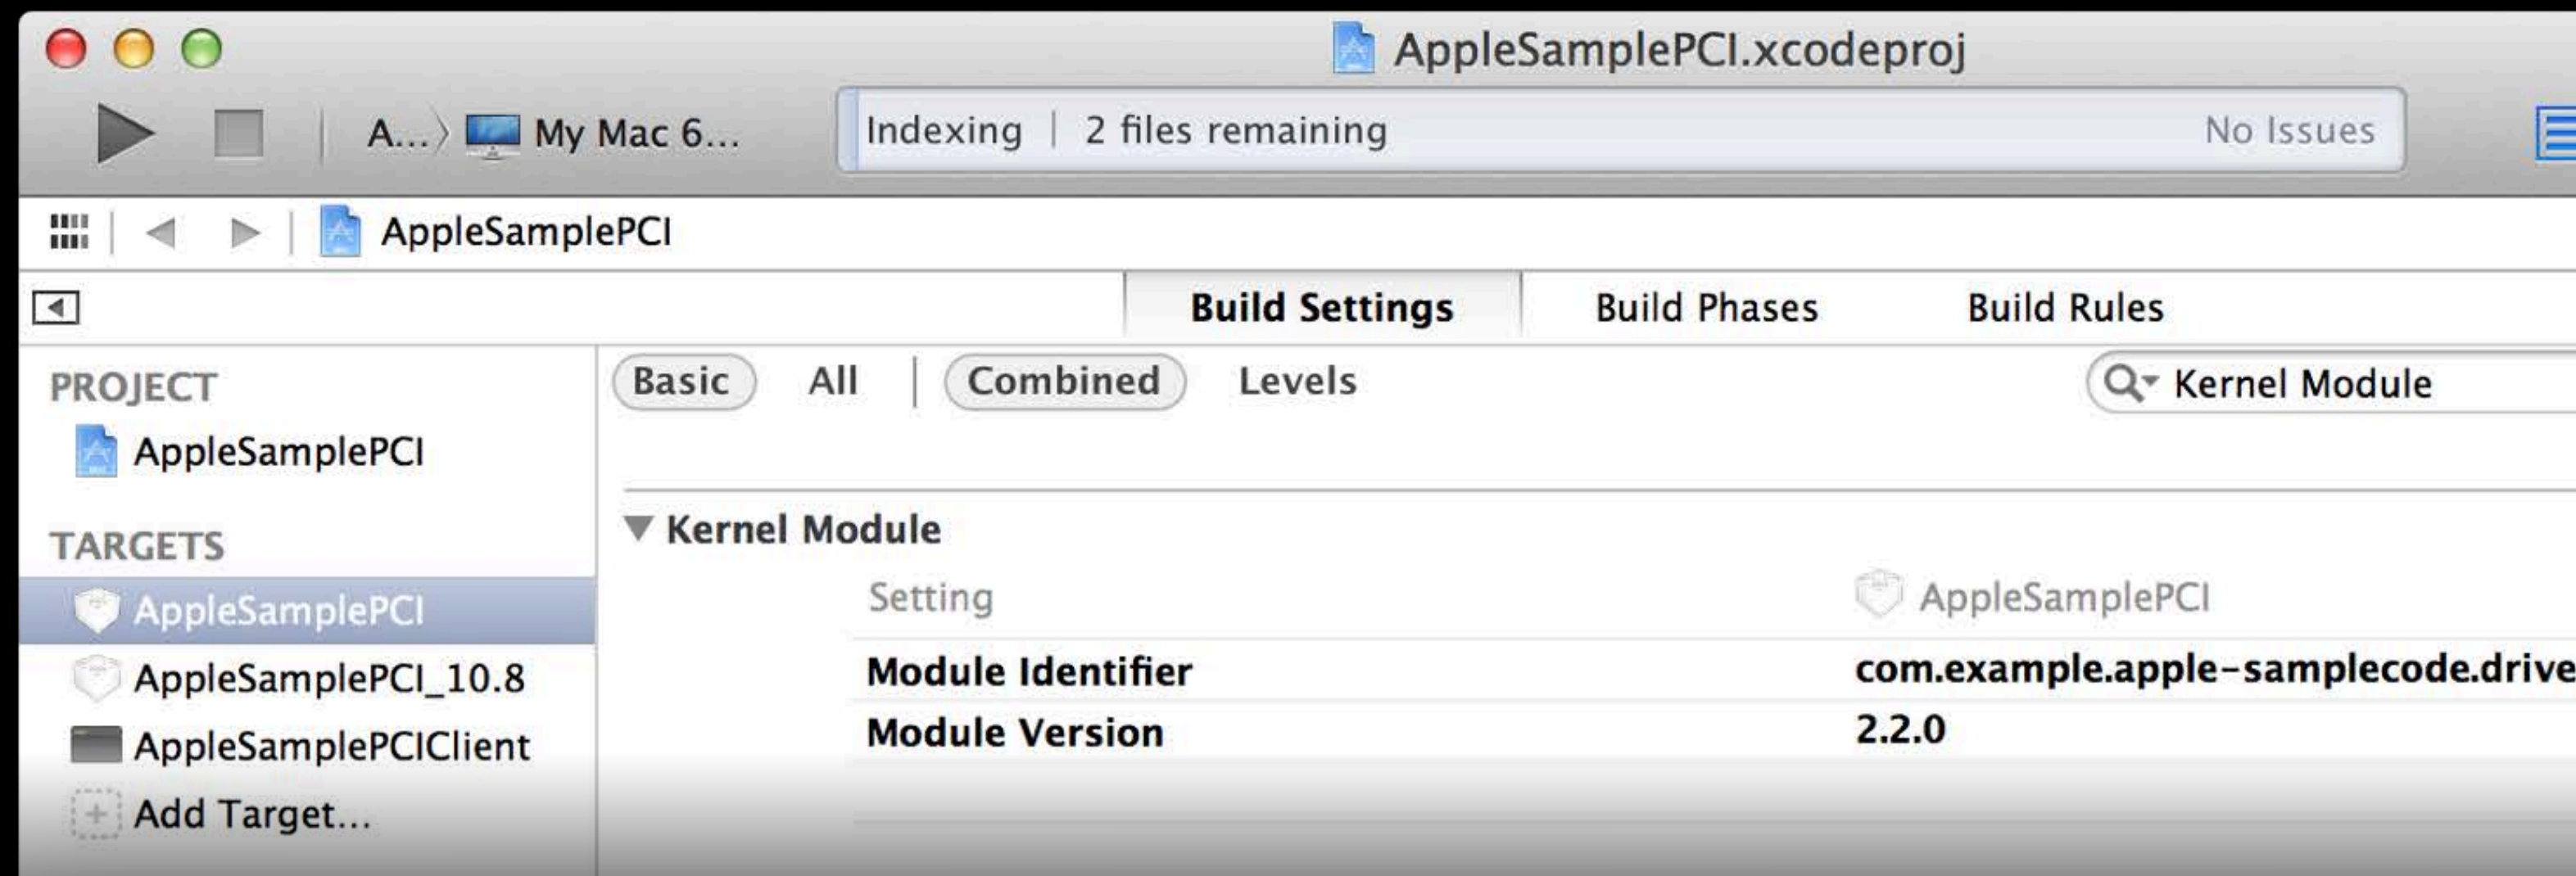 AppleSamplePCI.xcodeproj
A... My Mac 6...
Indexing | 2 files remaining
No Issues
AppleSamplePCI
Build Settings
Build Phases
Build Rules
PROJECT
AppleSamplePCI
TARGETS
AppleSamplePCI
AppleSamplePCI_10.8
AppleSamplePCIClient
Add Target...
Basic All | Combined Levels
Kernel Module
Kernel Module
Setting AppleSamplePCI
Module Identifier com.example.apple-samplecode.drive
Module Version 2.2.0